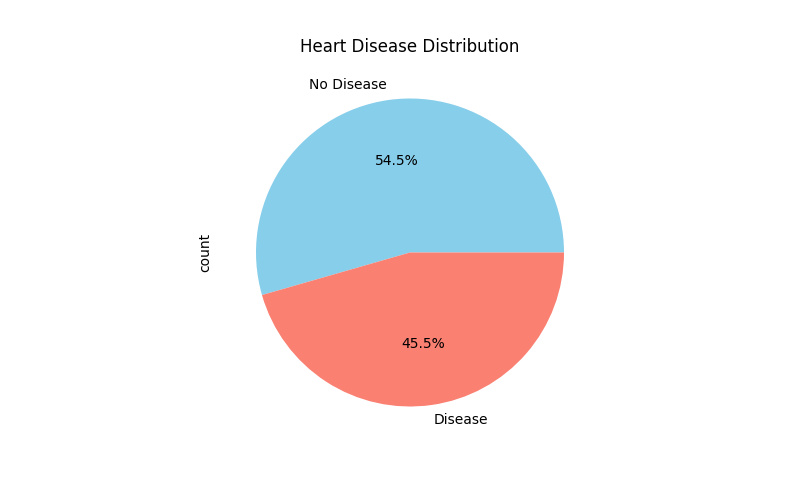 Heart Disease Distribution
No Disease
54.5%
count
45.5%
Disease